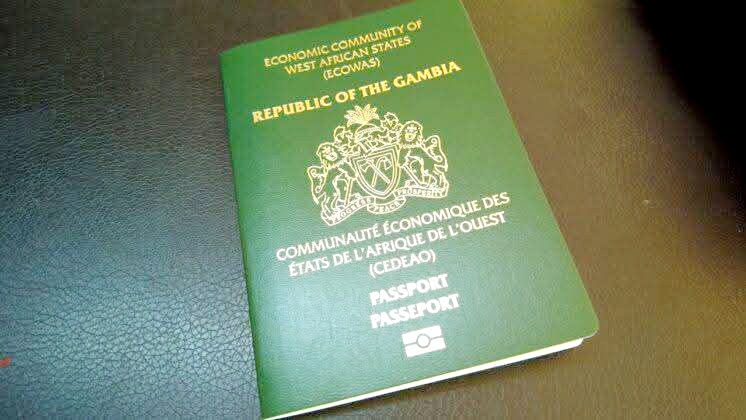 ECONOMIC COMMUNITY OF
WEST AFRICAN STATES
(ECOWAS)
REPUBLIC OF THE GAMBIA
PROGRESS PEACE PROSPERITY
COMMUNAUTÉ ÉCONOMIQUE DES
ÉTATS DE L'AFRIQUE DE L'OUEST
(CEDEAO)
PASSPORT
PASSEPORT